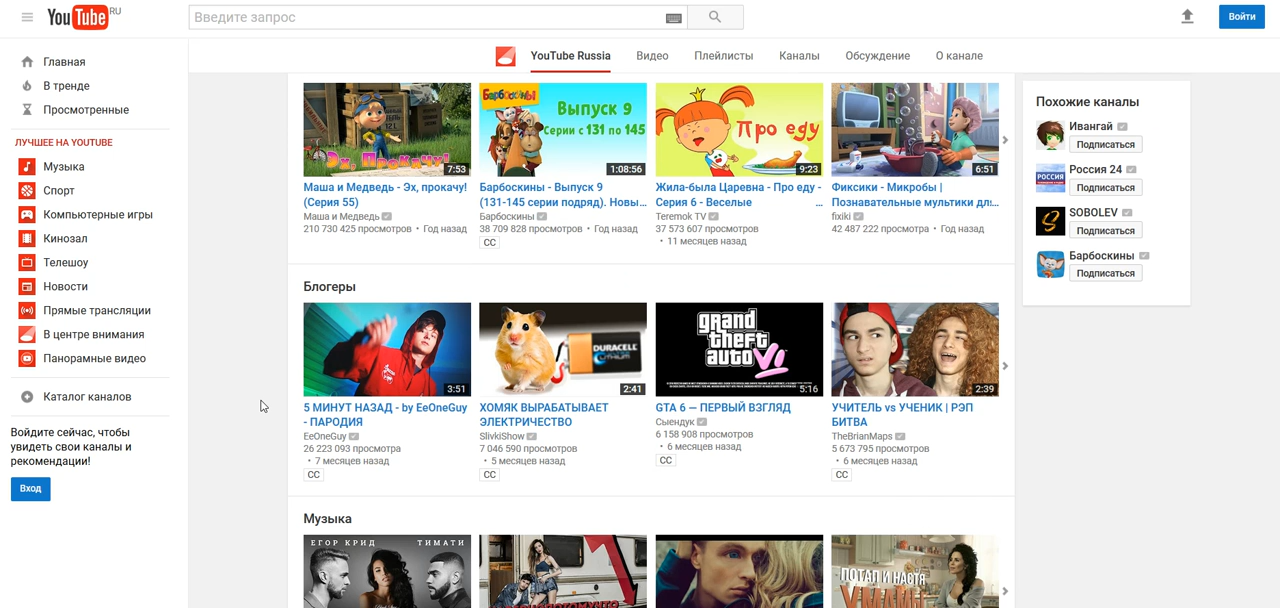 YouTube RU
Введите запрос
Войти
Главная
В тренде
Просмотренные
ЛУЧШЕЕ НА YOUTUBE
Музыка
Спорт
Компьютерные игры
Кинозал
Телешоу
Новости
Прямые трансляции
В центре внимания
Панорамные видео
Каталог каналов
Войдите сейчас, чтобы
увидеть свои каналы и
рекомендации!
Вход
YouTube Russia
Видео
Плейлисты
Каналы
Обсуждение
О канале
Эх, Прокачу!
7:53
Маша и Медведь - Эх, прокачу!
(Серия 55)
Маша и Медведь
210 730 425 просмотров • Год назад
Барбоскины
Выпуск 9
Серии с 131 по 145
1:08:56
Барбоскины - Выпуск 9
(131-145 серии подряд). Новы...
Барбоскины
38 709 828 просмотров • Год назад
CC
Про еду
9:23
Жила-была Царевна - Про еду -
Серия 6 - Веселые ...
Teremok TV
37 573 607 просмотров
• 11 месяцев назад
6:51
Фиксики - Микробы |
Познавательные мультики для...
fixiki
42 487 222 просмотра • Год назад
Блогеры
3:51
5 МИНУТ НАЗАД - by EeOneGuy
- ПАРОДИЯ
EeOneGuy
26 223 093 просмотра
• 7 месяцев назад
CC
DURACELL
2:41
ХОМЯК ВЫРАБАТЫВАЕТ
ЭЛЕКТРИЧЕСТВО
SlivkiShow
7 046 590 просмотров
• 5 месяцев назад
CC
grand
theft
auto
VI
5:16
GTA 6 — ПЕРВЫЙ ВЗГЛЯД
Сыендук
6 158 908 просмотров
• 6 месяцев назад
CC
2:39
УЧИТЕЛЬ vs УЧЕНИК | РЭП
БИТВА
TheBrianMaps
5 673 795 просмотров
• 6 месяцев назад
CC
Музыка
ЕГОР КРИД ТИМАТИ
ПОТАП И НАСТЯ
УМАМЫ
Похожие каналы
Ивангай
Подписаться
РОССИЯ
Россия 24
Подписаться
SOBOLEV
Подписаться
Барбоскины
Подписаться